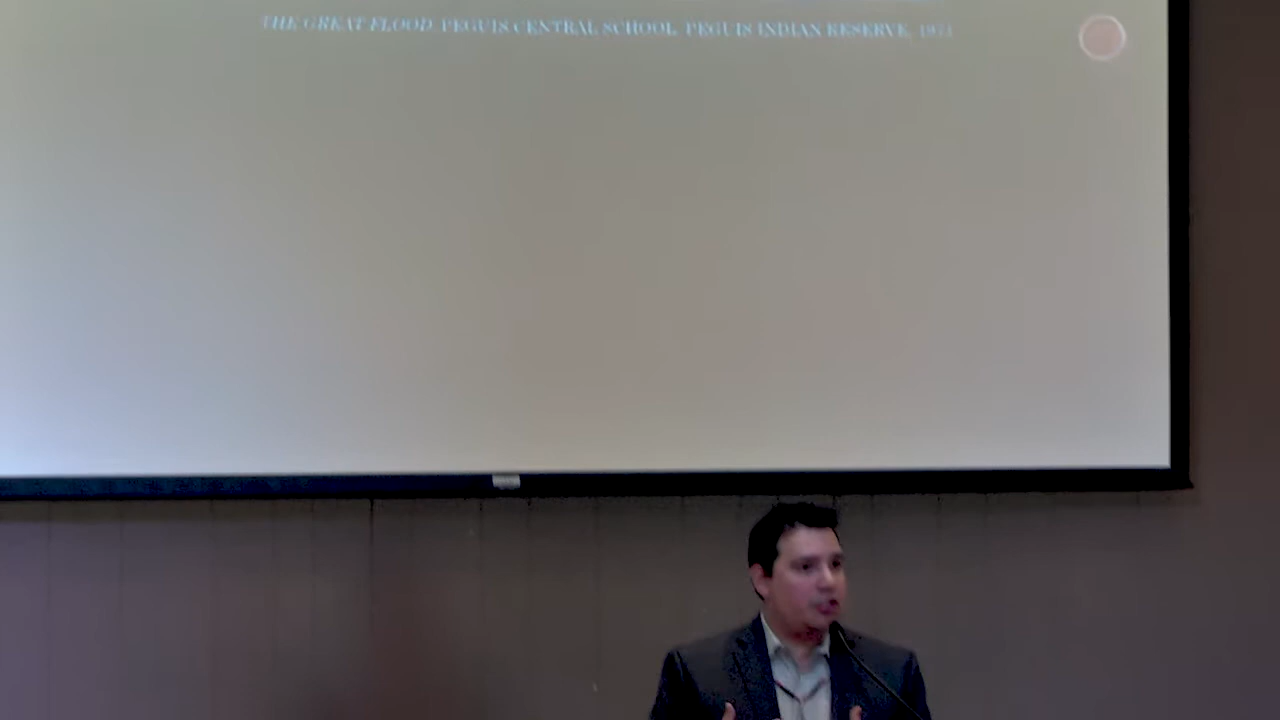 THE GREAT FLOOD. PEGUIS CENTRAL SCHOOL. PEGUIS INDIAN RESERVE.